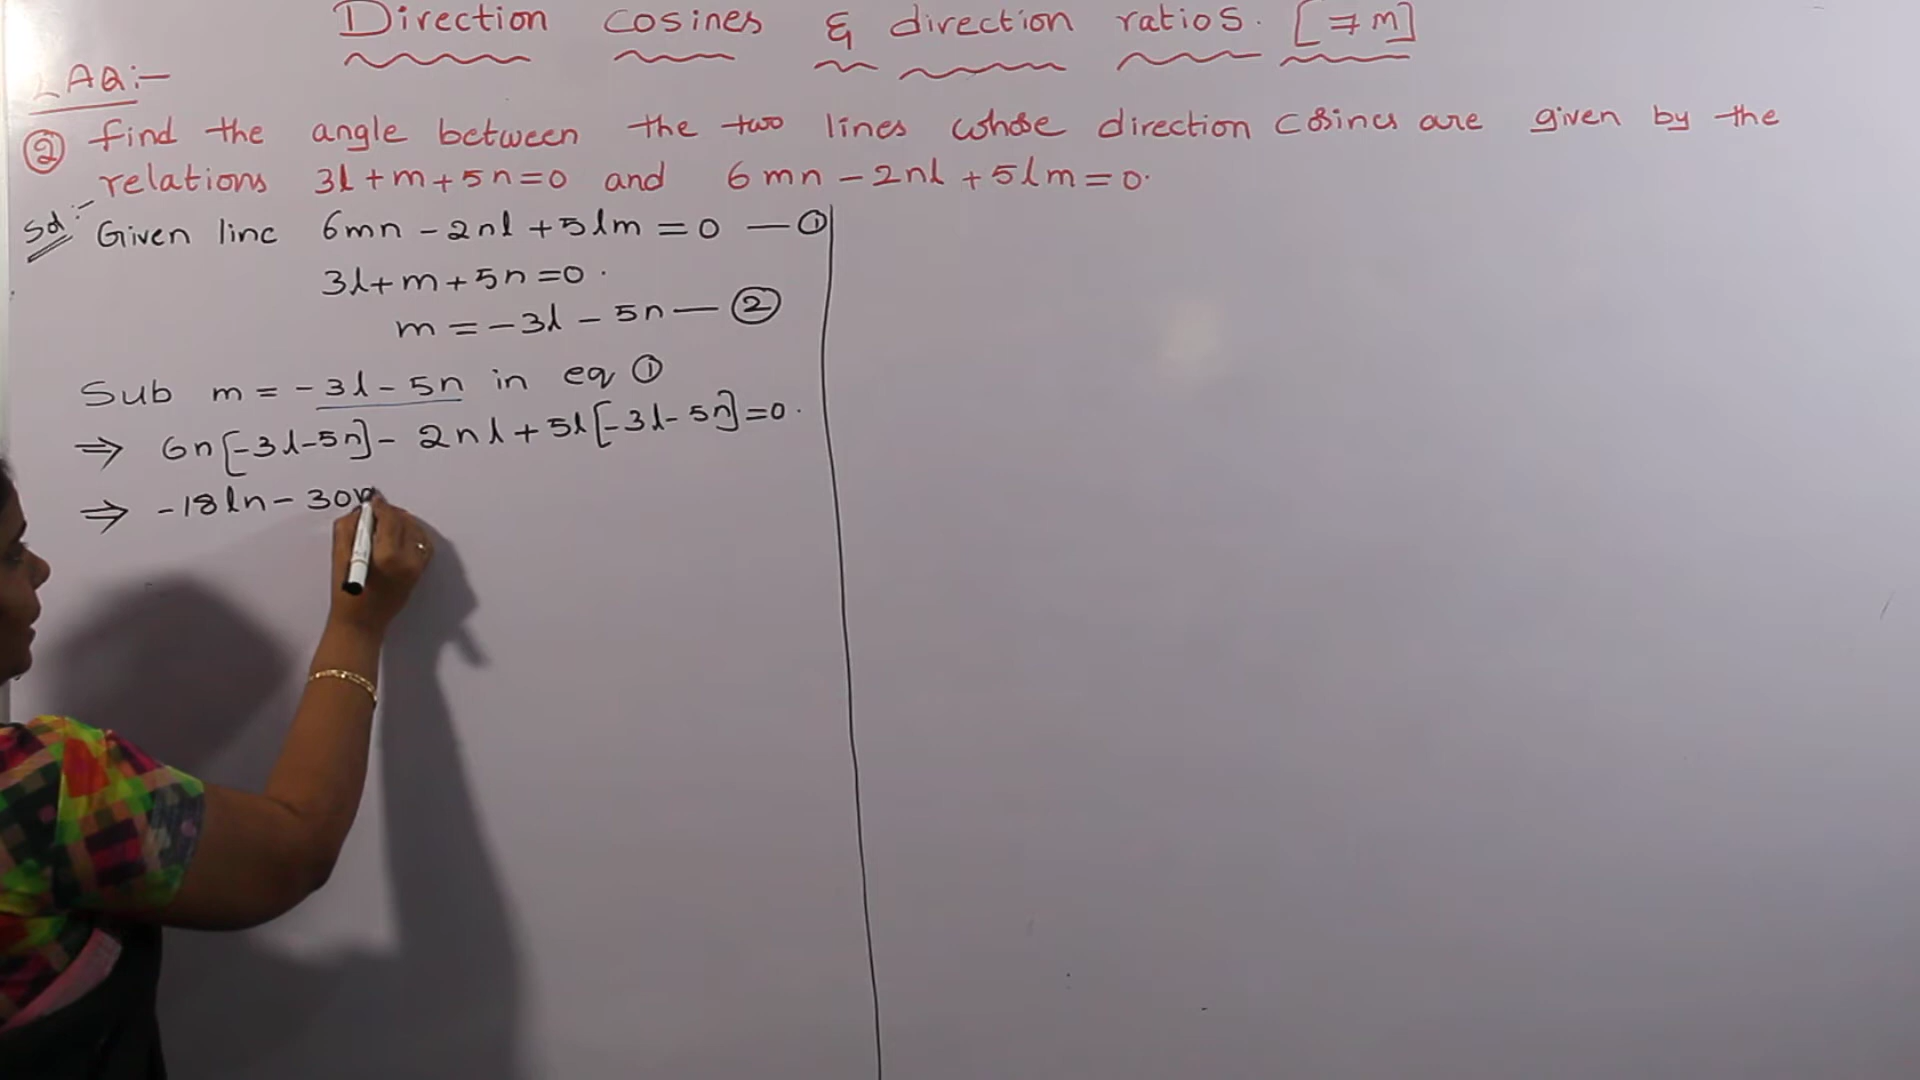 Direction cosines & direction ratios. [7M]
LAQ:-
② find the angle between the two lines whose direction cosines are given by the
relations 3l+m+5n=0 and 6mn-2nl+5lm=0.
Sol:- Given line 6mn-2nl+5lm=0 —①
3l+m+5n=0.
m=-3l-5n—②
Sub m=-3l-5n in eq ①
⇒ 6n[-3l-5n]-2nl+5l[-3l-5n]=0.
⇒ -18ln-30n